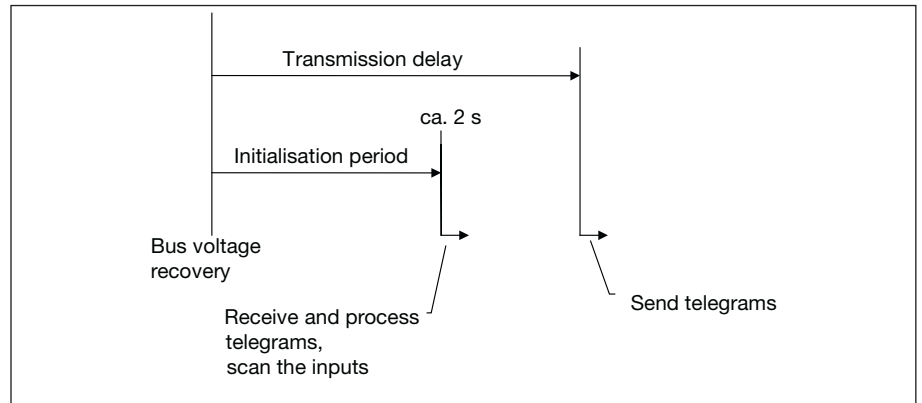 Transmission delay
ca. 2 s
Initialisation period
Bus voltage
recovery
Receive and process
telegrams,
scan the inputs
Send telegrams